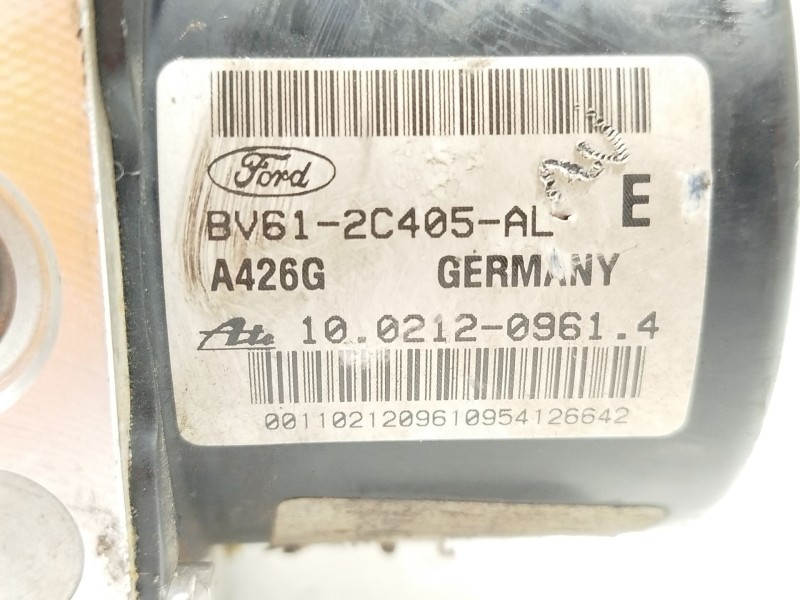 Ford
E
BV61-2C405-AL
A426G GERMANY
Ate 10.0212-0961.4
0011021209610954126642